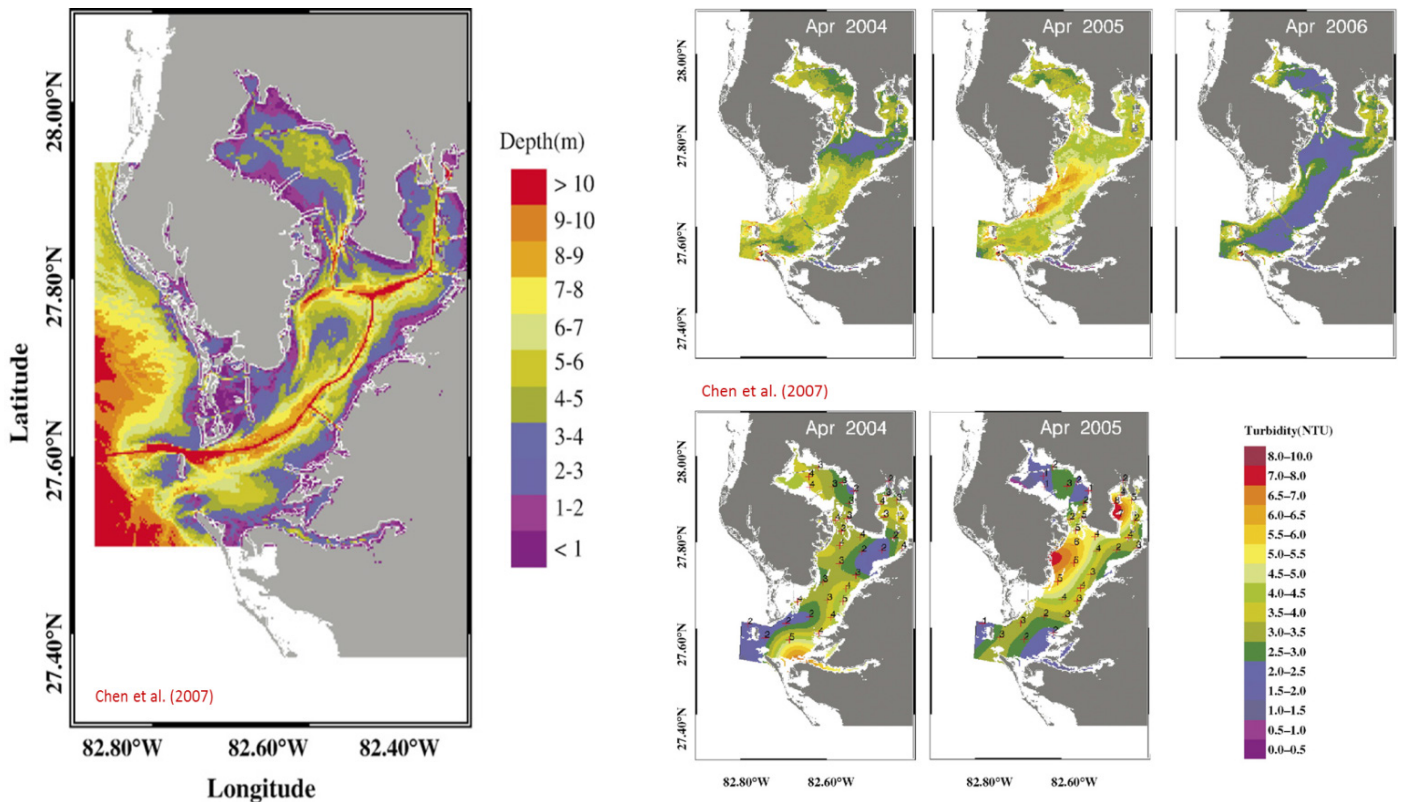 Latitude
28.00°N
27.80°N
27.60°N
27.40°N
82.80°W
82.60°W
82.40°W
Longitude
Chen et al. (2007)
Depth(m)
> 10
9-10
8-9
7-8
6-7
5-6
4-5
3-4
2-3
1-2
< 1
Apr 2004
Apr 2005
Apr 2006
28.00°N
27.80°N
27.60°N
27.40°N
Chen et al. (2007)
Apr 2004
Apr 2005
28.00°N
27.80°N
27.60°N
27.40°N
82.80°W
82.60°W
82.60°W
Turbidity(NTU)
8.0–10.0
7.0–8.0
6.5–7.0
6.0–6.5
5.5–6.0
5.0–5.5
4.5–5.0
4.0–4.5
3.5–4.0
3.0–3.5
2.5–3.0
2.0–2.5
1.5–2.0
1.0–1.5
0.5–1.0
0.0–0.5